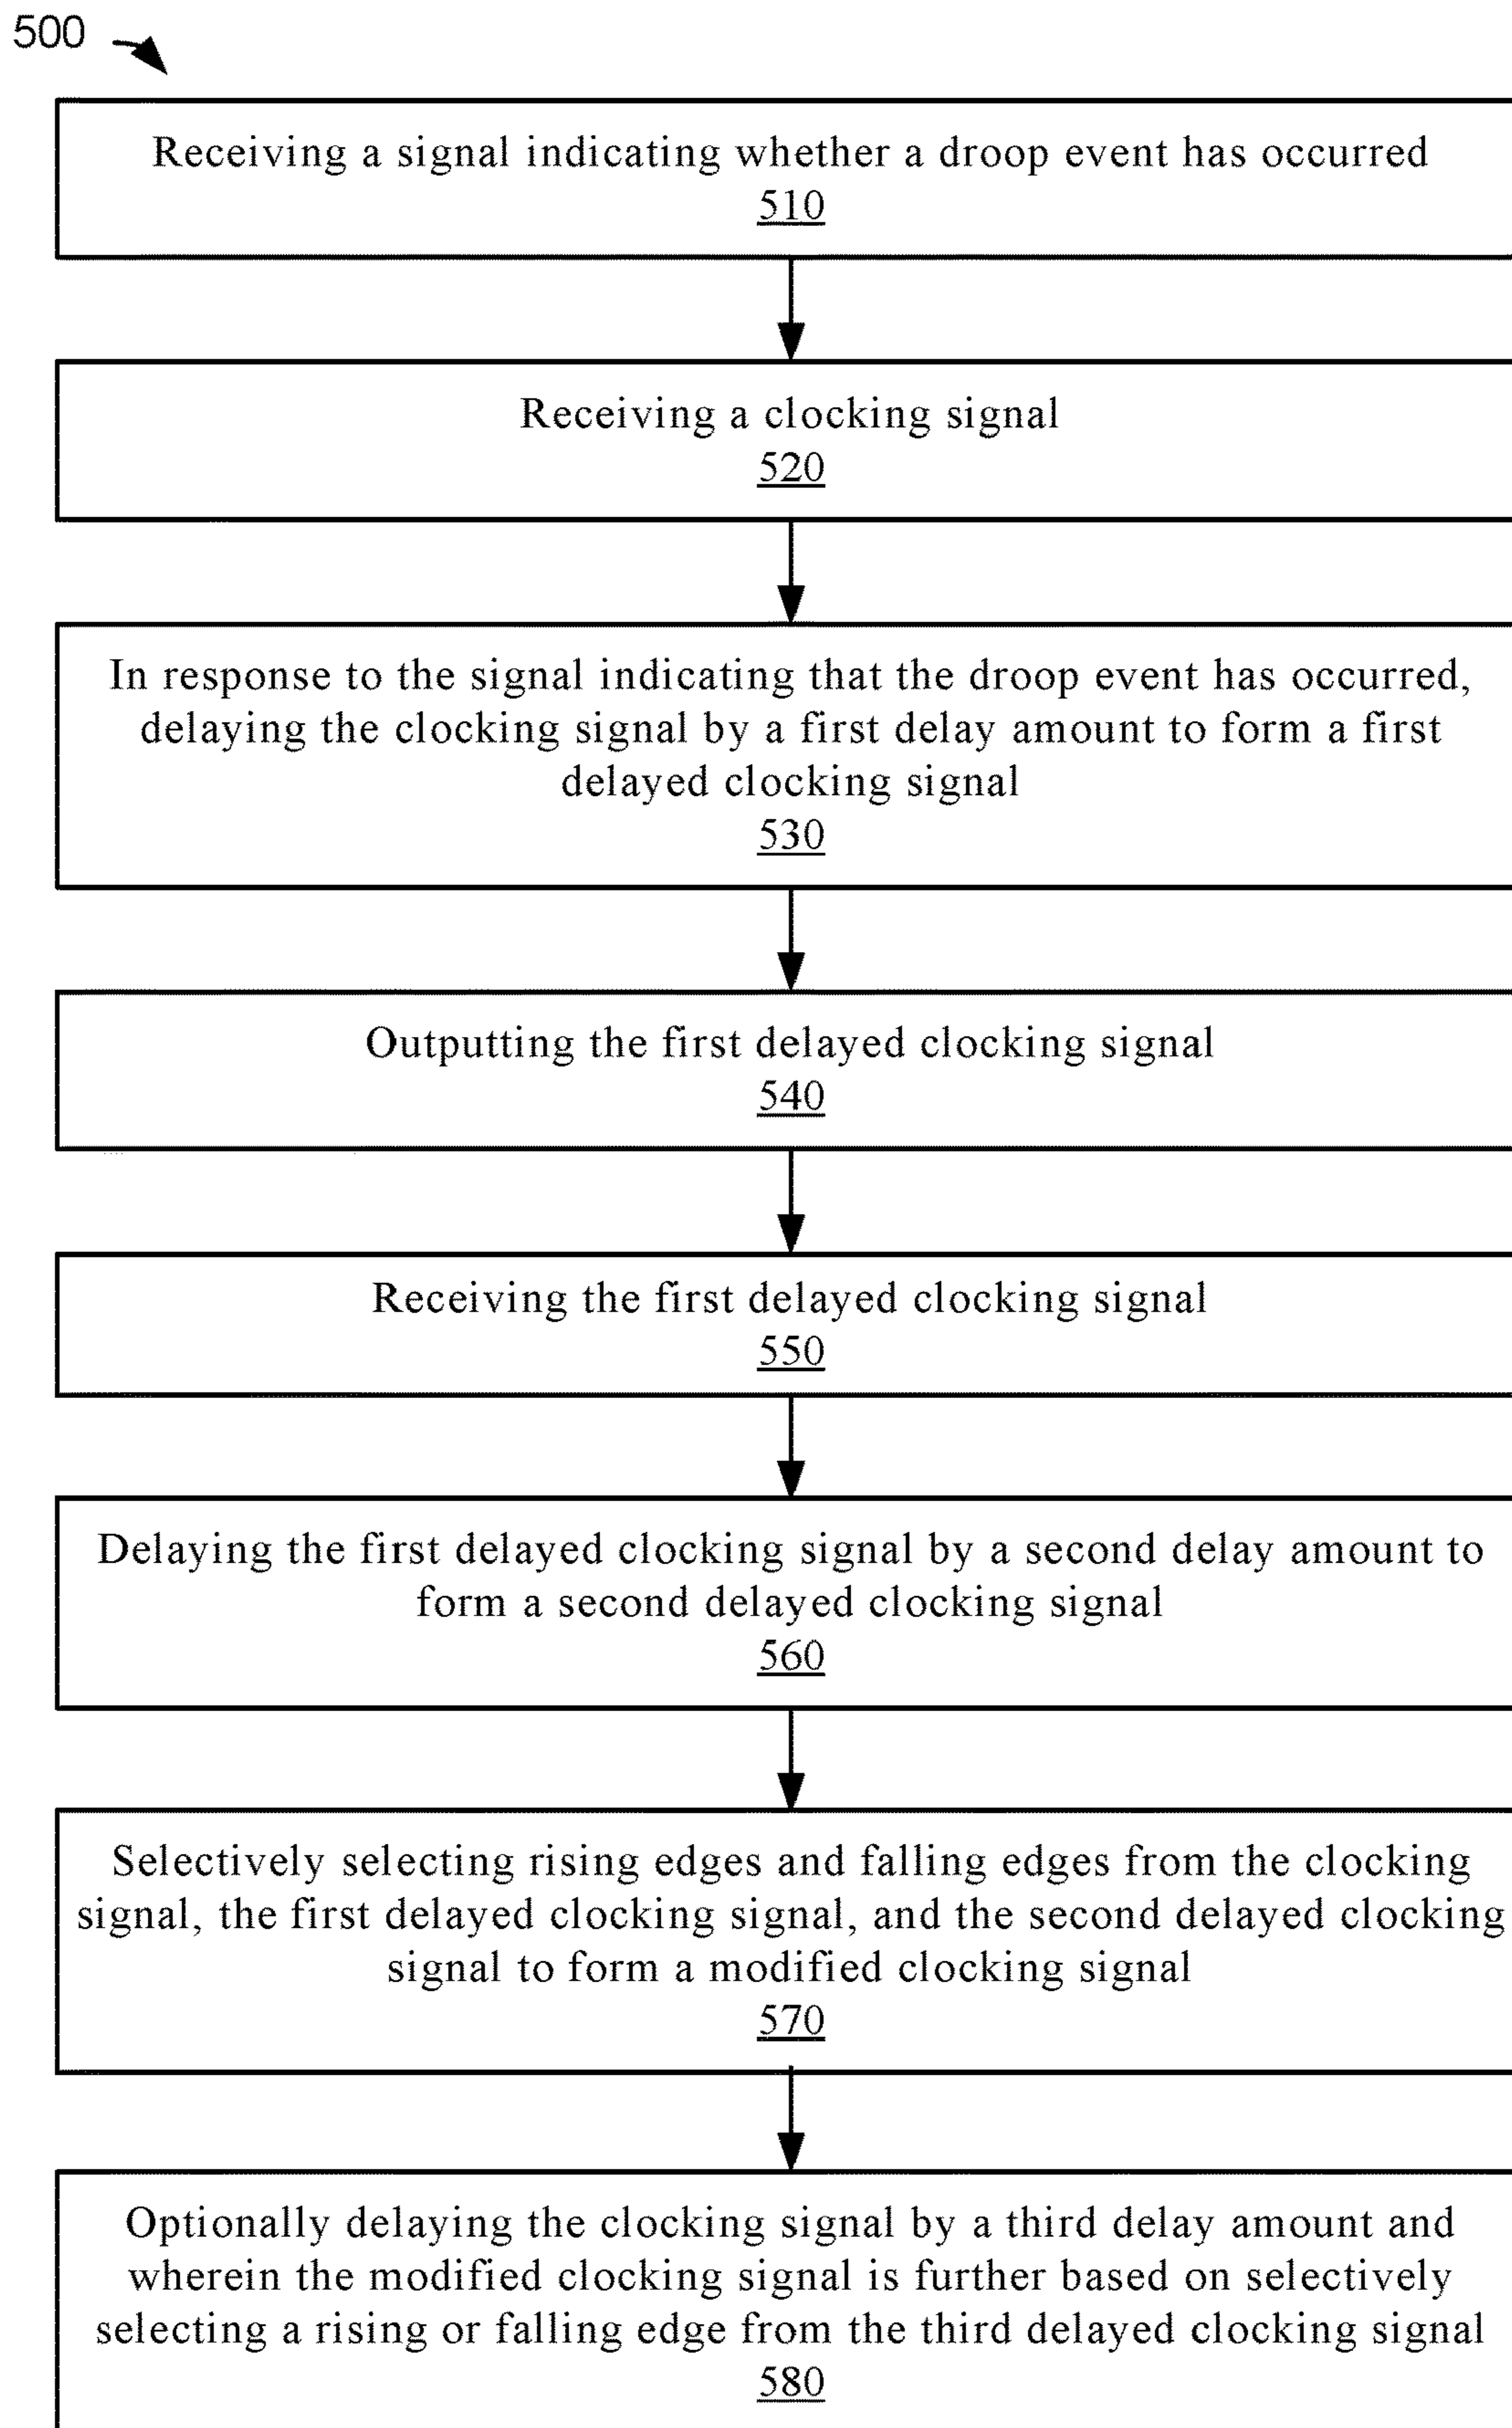 500
Receiving a signal indicating whether a droop event has occurred
510
Receiving a clocking signal
520
In response to the signal indicating that the droop event has occurred,
delaying the clocking signal by a first delay amount to form a first
delayed clocking signal
530
Outputting the first delayed clocking signal
540
Receiving the first delayed clocking signal
550
Delaying the first delayed clocking signal by a second delay amount to
form a second delayed clocking signal
560
Selectively selecting rising edges and falling edges from the clocking
signal, the first delayed clocking signal, and the second delayed clocking
signal to form a modified clocking signal
570
Optionally delaying the clocking signal by a third delay amount and
wherein the modified clocking signal is further based on selectively
selecting a rising or falling edge from the third delayed clocking signal
580